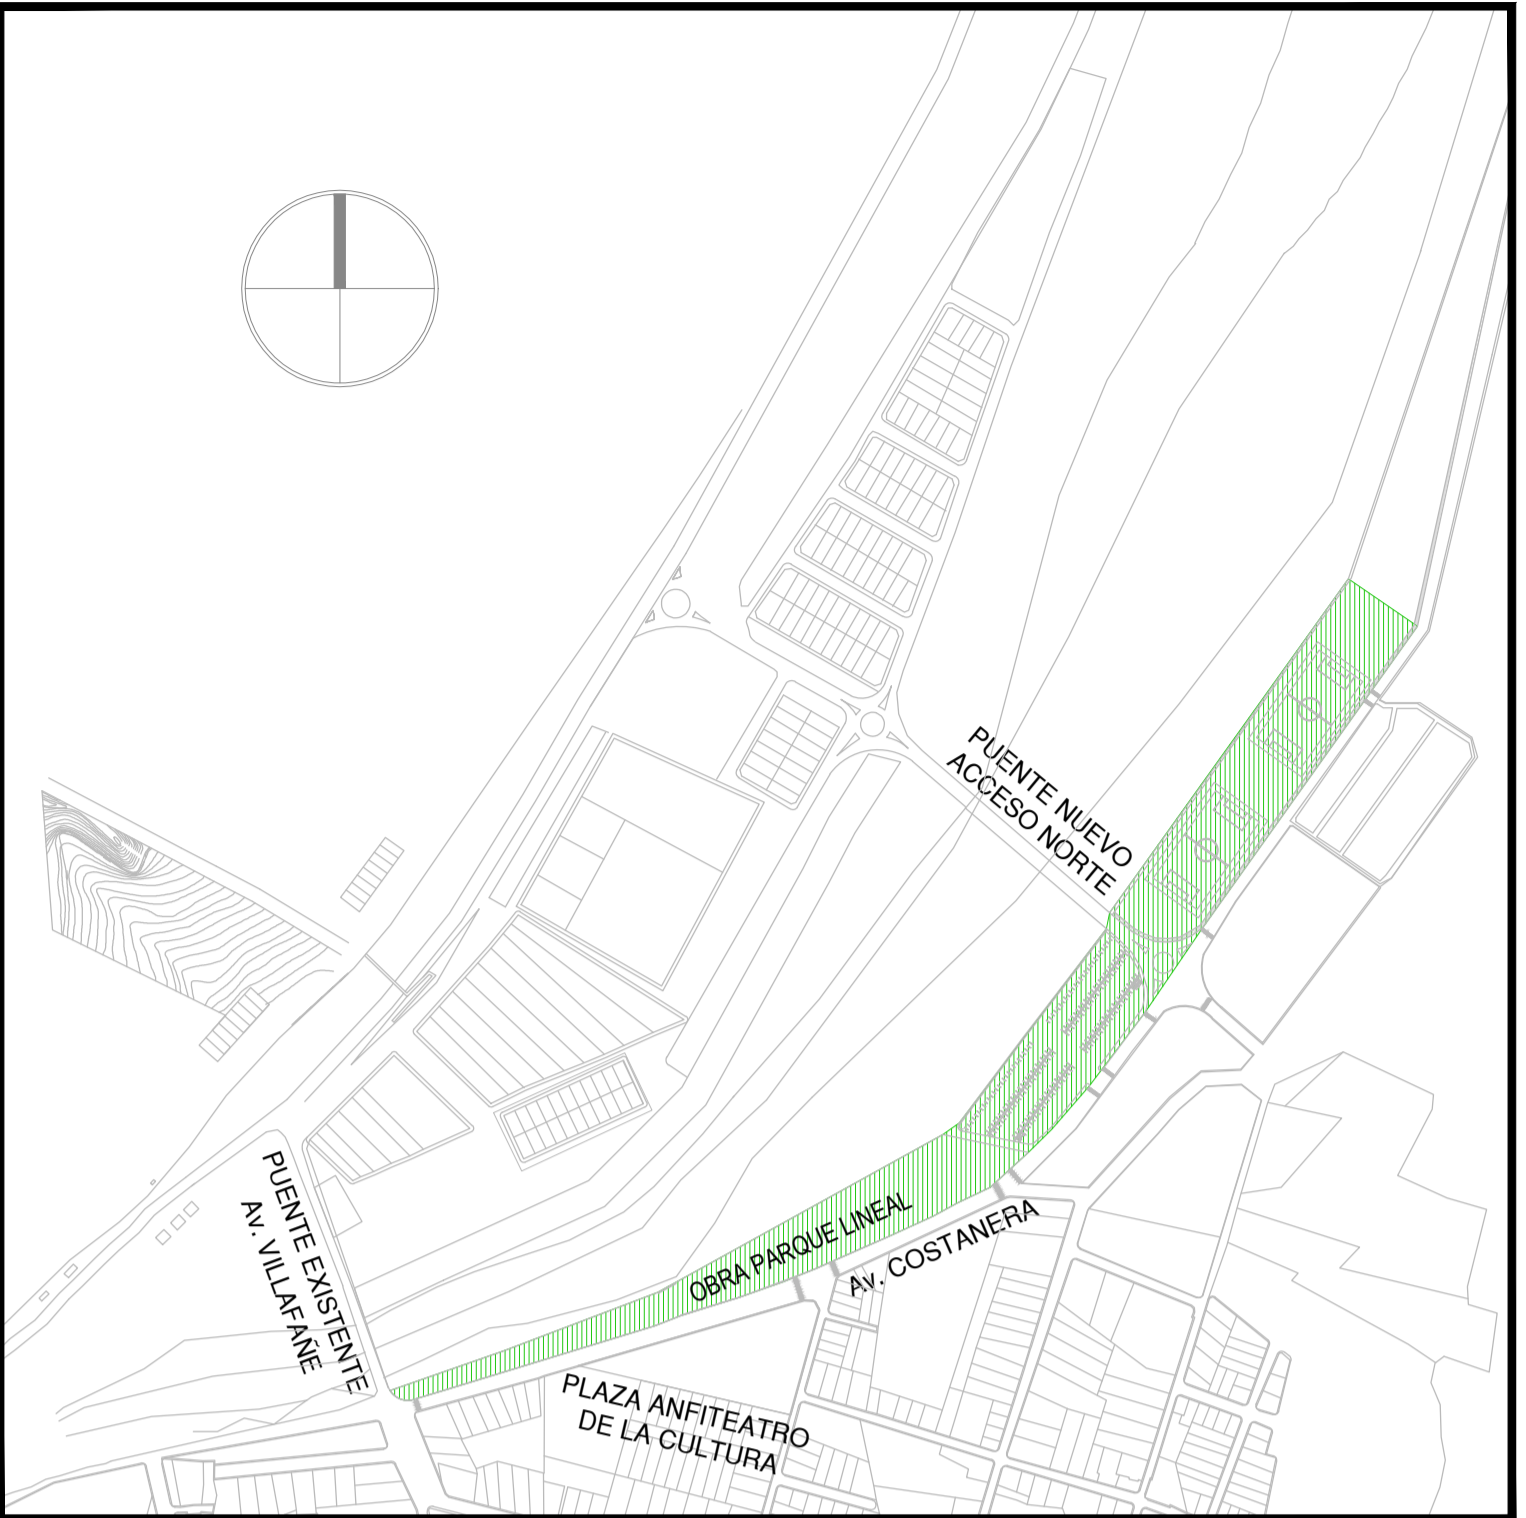 PUENTE NUEVO
ACCESO NORTE
PUENTE EXISTENTE
Av. VILLAFAÑE
OBRA PARQUE LINEAL
Av. COSTANERA
PLAZA ANFITEATRO
DE LA CULTURA